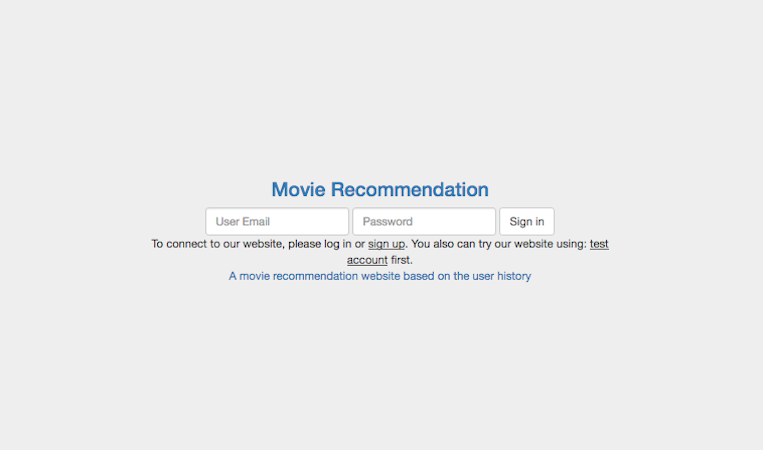 Movie Recommendation
User Email Password Sign in
To connect to our website, please log in or sign up. You also can try our website using: test
account first.
A movie recommendation website based on the user history